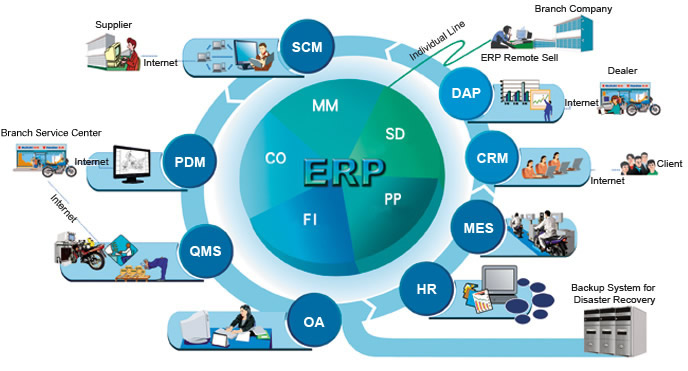 Supplier
Internet
SCM
Individual Line
Branch Company
ERP Remote Sell
DAP
Internet
Dealer
MM
SD
CO
ERP
PP
FI
Branch Service Center
Internet
PDM
CRM
Internet
Client
Internet
QMS
MES
HR
OA
Backup System for
Disaster Recovery